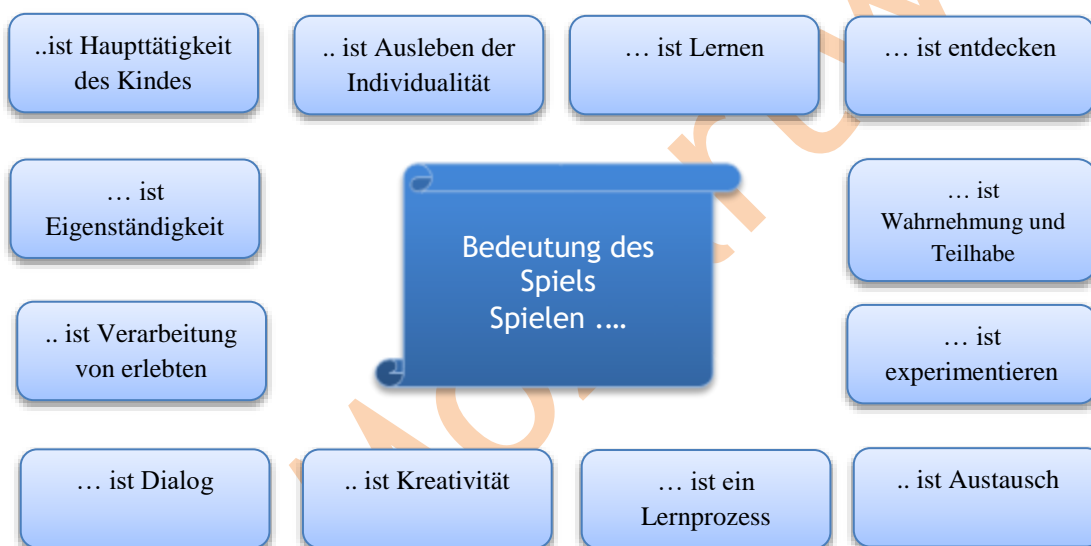 ..ist Haupttätigkeit
des Kindes
.. ist Ausleben der
Individualität
… ist Lernen
… ist entdecken
… ist
Eigenständigkeit
Bedeutung des
Spiels
Spielen ….
… ist
Wahrnehmung und
Teilhabe
.. ist Verarbeitung
von erlebten
… ist
experimentieren
… ist Dialog
.. ist Kreativität
… ist ein
Lernprozess
.. ist Austausch